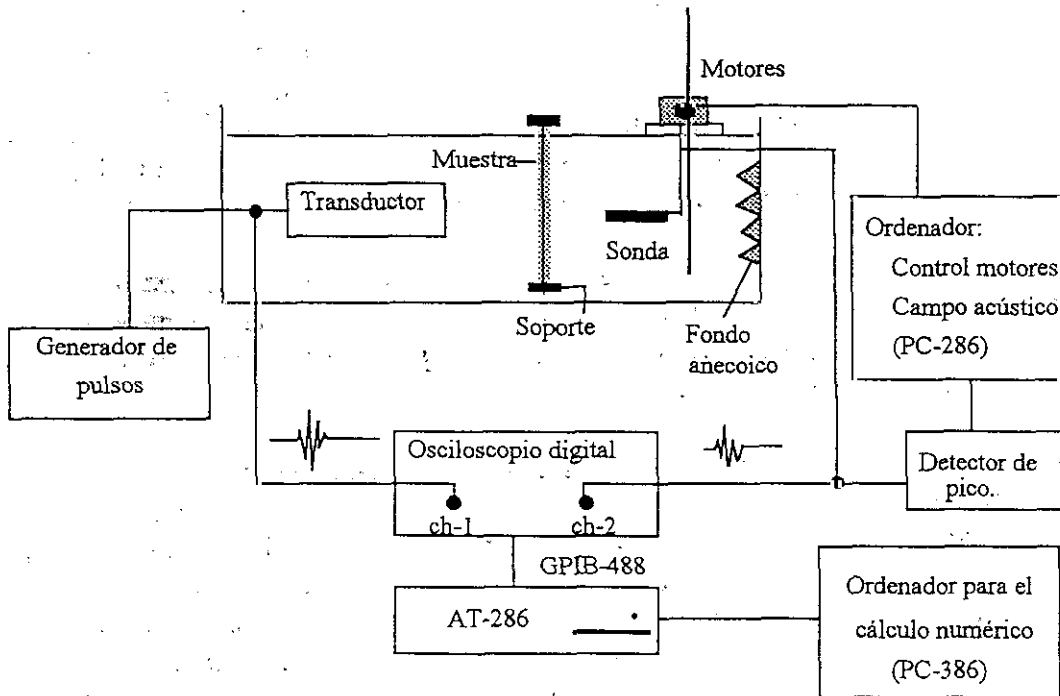 Motores
Muestra
Transductor
Sonda
Ordenador:
Control motores
Campo acústico
(PC-286)
Soporte
Fondo
anecoico
Generador de
pulsos
Osciloscopio digital
ch-1
ch-2
Detector de
pico.
GPIB-488
AT-286
Ordenador para el
cálculo numérico
(PC-386)